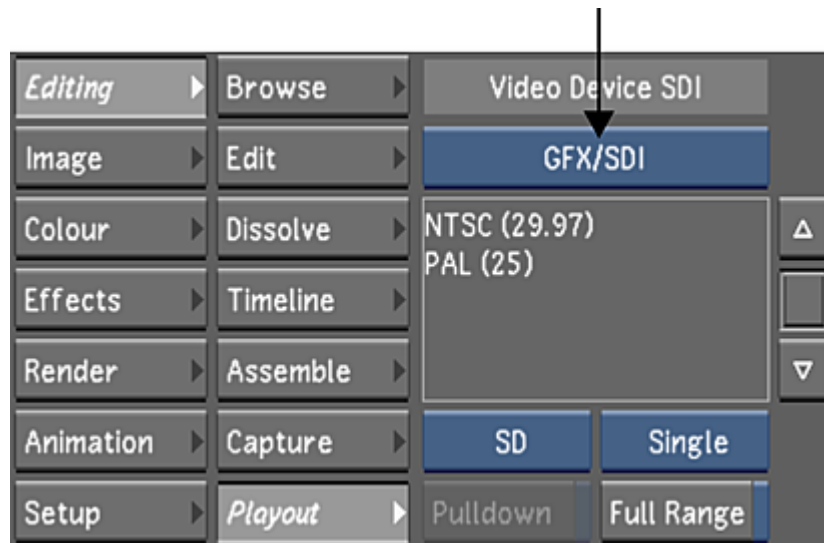 Editing
Browse
Video Device SDI
Image
Edit
GFX/SDI
Colour
Dissolve
NTSC (29.97)
PAL (25)
Effects
Timeline
Render
Assemble
Animation
Capture
SD
Single
Setup
Playout
Pulldown
Full Range